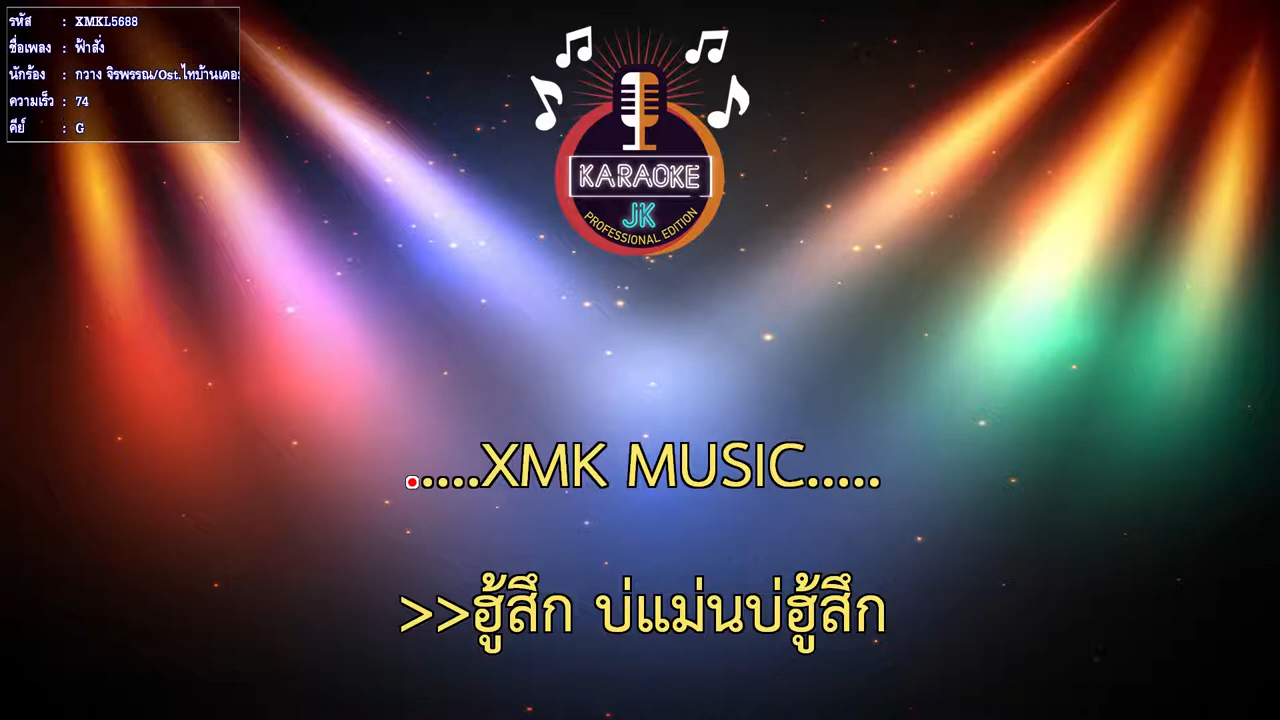 รหัส : XMKL5688
ชื่อเพลง : ฟ้าสั่ง
นักร้อง : กวาง จิรพรรณ/Ost.ไทบ้านเดอะ
ความเร็ว : 74
คีย์ : G
KARAOKE
JK
PROFESSIONAL EDITION
.....XMK MUSIC.....
>>ฮู้สึก บ่แม่นบ่ฮู้สึก